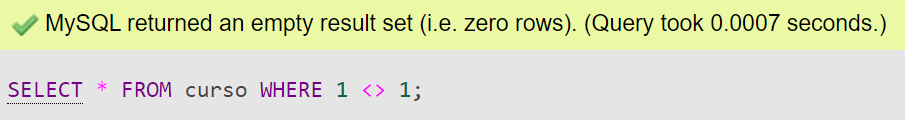 MySQL returned an empty result set (i.e. zero rows). (Query took 0.0007 seconds.)
SELECT * FROM curso WHERE 1 <> 1;